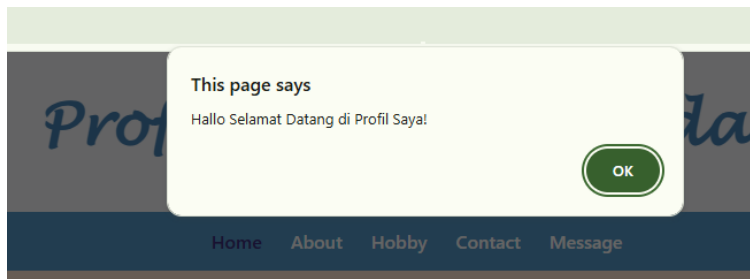 This page says
Hallo Selamat Datang di Profil Saya!
OK
Home About Hobby Contact Message